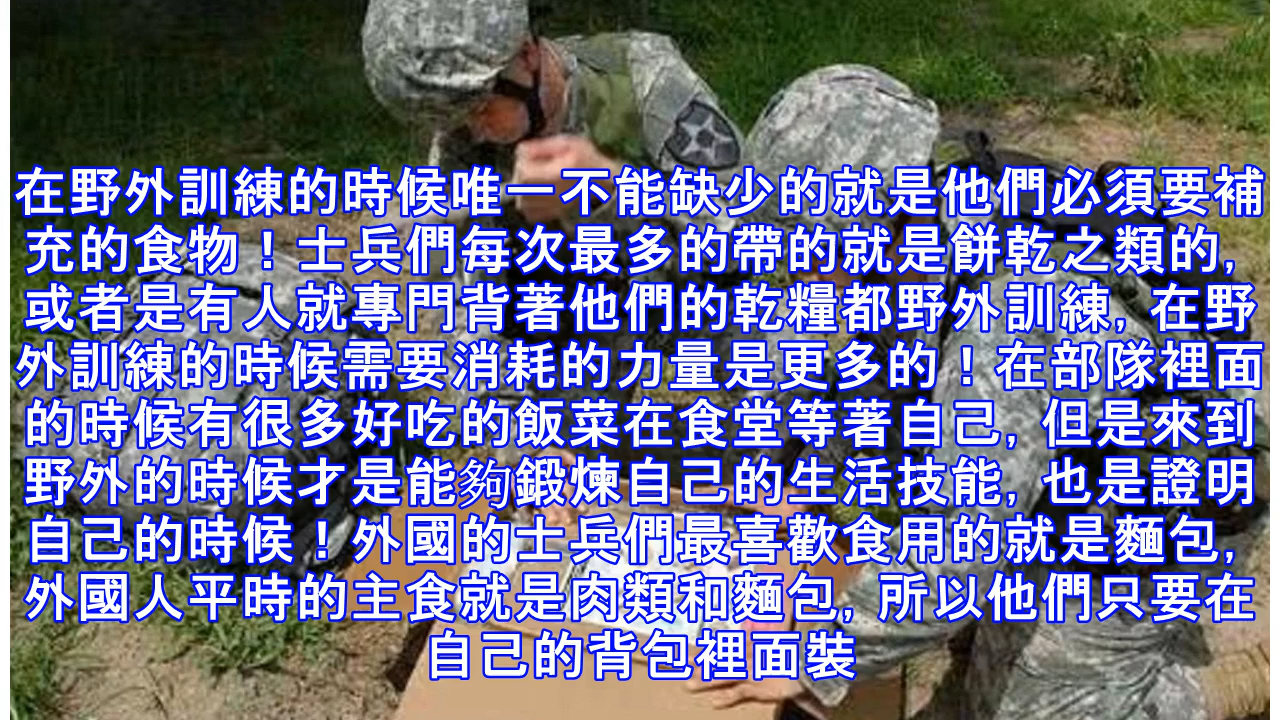 在野外訓練的時候唯一不能缺少的就是他們必須要補
充的食物！士兵們每次最多的帶的就是餅乾之類的,
或者是有人就專門背著他們的乾糧都野外訓練, 在野
外訓練的時候需要消耗的力量是更多的！在部隊裡面
的時候有很多好吃的飯菜在食堂等著自己, 但是來到
野外的時候才是能夠鍛煉自己的生活技能, 也是證明
自己的時候！外國的士兵們最喜歡食用的就是麵包,
外國人平時的主食就是肉類和麵包, 所以他們只要在
自己的背包裡面裝